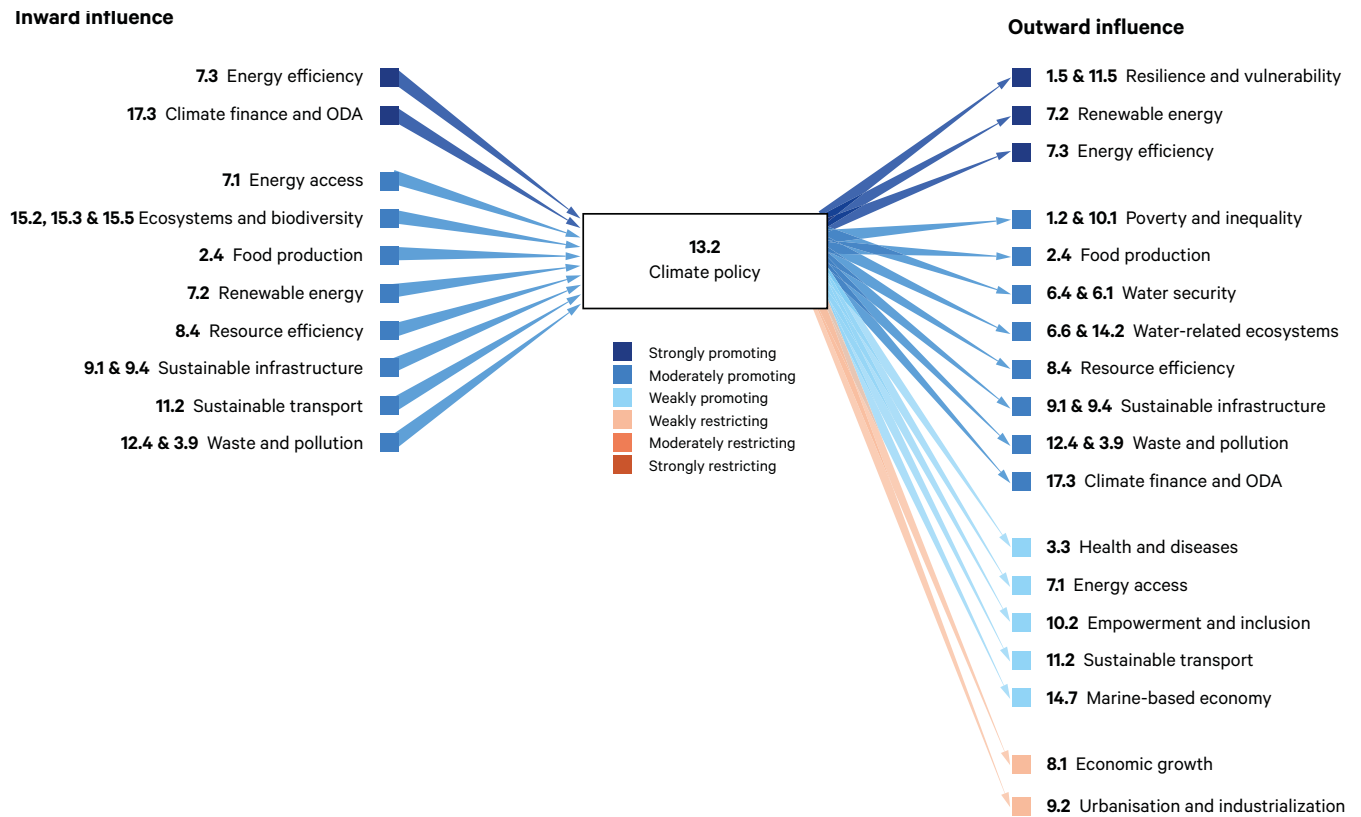 Inward influence
7.3 Energy efficiency
17.3 Climate finance and ODA
7.1 Energy access
15.2, 15.3 & 15.5 Ecosystems and biodiversity
2.4 Food production
7.2 Renewable energy
8.4 Resource efficiency
9.1 & 9.4 Sustainable infrastructure
11.2 Sustainable transport
12.4 & 3.9 Waste and pollution
13.2
Climate policy
Strongly promoting
Moderately promoting
Weakly promoting
Weakly restricting
Moderately restricting
Strongly restricting
Outward influence
1.5 & 11.5 Resilience and vulnerability
7.2 Renewable energy
7.3 Energy efficiency
1.2 & 10.1 Poverty and inequality
2.4 Food production
6.4 & 6.1 Water security
6.6 & 14.2 Water-related ecosystems
8.4 Resource efficiency
9.1 & 9.4 Sustainable infrastructure
12.4 & 3.9 Waste and pollution
17.3 Climate finance and ODA
3.3 Health and diseases
7.1 Energy access
10.2 Empowerment and inclusion
11.2 Sustainable transport
14.7 Marine-based economy
8.1 Economic growth
9.2 Urbanisation and industrialization